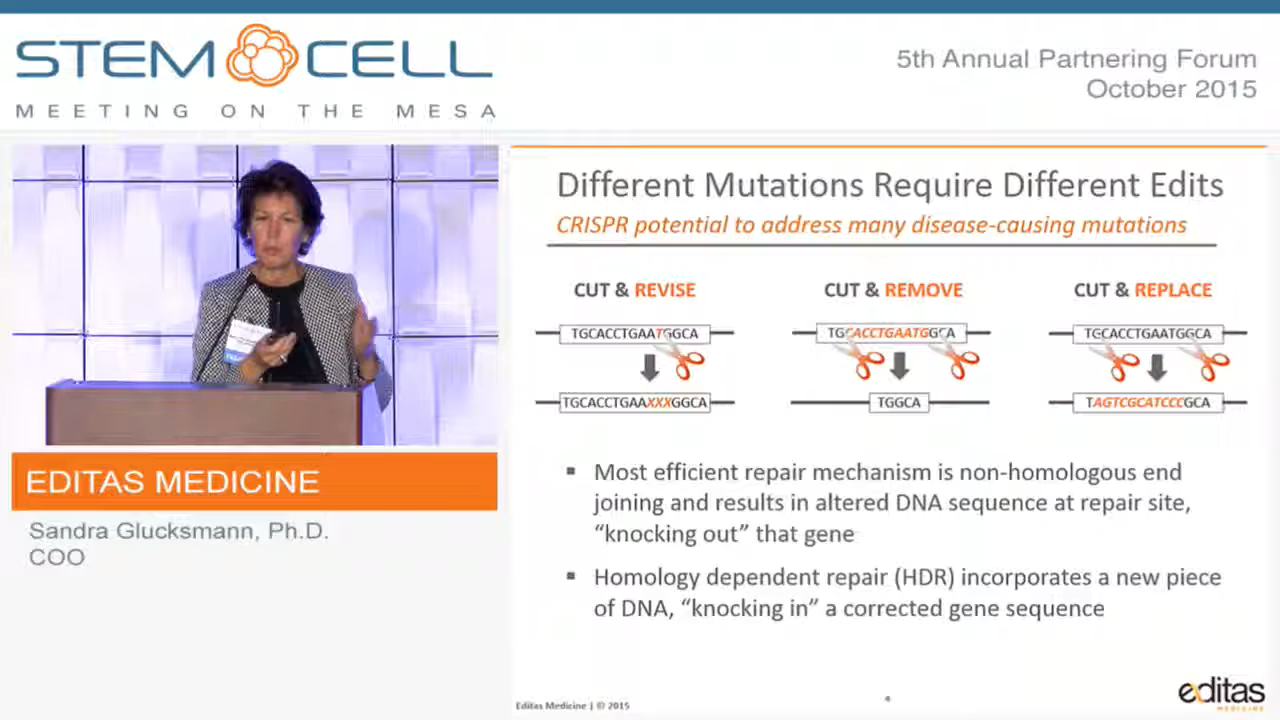 STEM CELL
MEETING ON THE MESA
5th Annual Partnering Forum
October 2015
EDITAS MEDICINE
Sandra Glucksmann, Ph.D.
COO
Different Mutations Require Different Edits
CRISPR potential to address many disease-causing mutations
CUT & REVISE
CUT & REMOVE
CUT & REPLACE
TGCACCTGAATGGCA
TGCACCTGAATGGCA
TGCACCTGAATGGCA
TGCACCTGAAXXXGGCA
TGGCA
TAGTCGCATCCCGCA
▪ Most efficient repair mechanism is non-homologous end
joining and results in altered DNA sequence at repair site,
“knocking out” that gene
▪ Homology dependent repair (HDR) incorporates a new piece
of DNA, “knocking in” a corrected gene sequence
Editas Medicine | © 2015
4
editas
MEDICINE